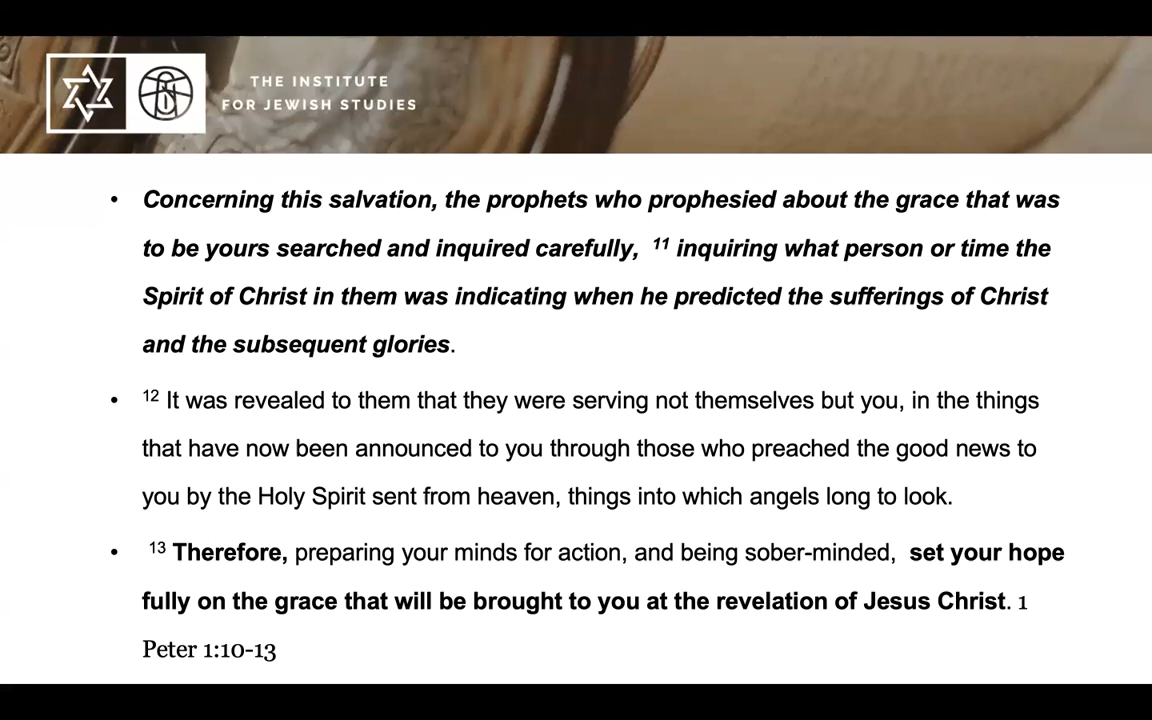 THE INSTITUTE
FOR JEWISH STUDIES
• Concerning this salvation, the prophets who prophesied about the grace that was
to be yours searched and inquired carefully, 11 inquiring what person or time the
Spirit of Christ in them was indicating when he predicted the sufferings of Christ
and the subsequent glories.
• 12 It was revealed to them that they were serving not themselves but you, in the things
that have now been announced to you through those who preached the good news to
you by the Holy Spirit sent from heaven, things into which angels long to look.
• 13 Therefore, preparing your minds for action, and being sober-minded, set your hope
fully on the grace that will be brought to you at the revelation of Jesus Christ. 1
Peter 1:10-13